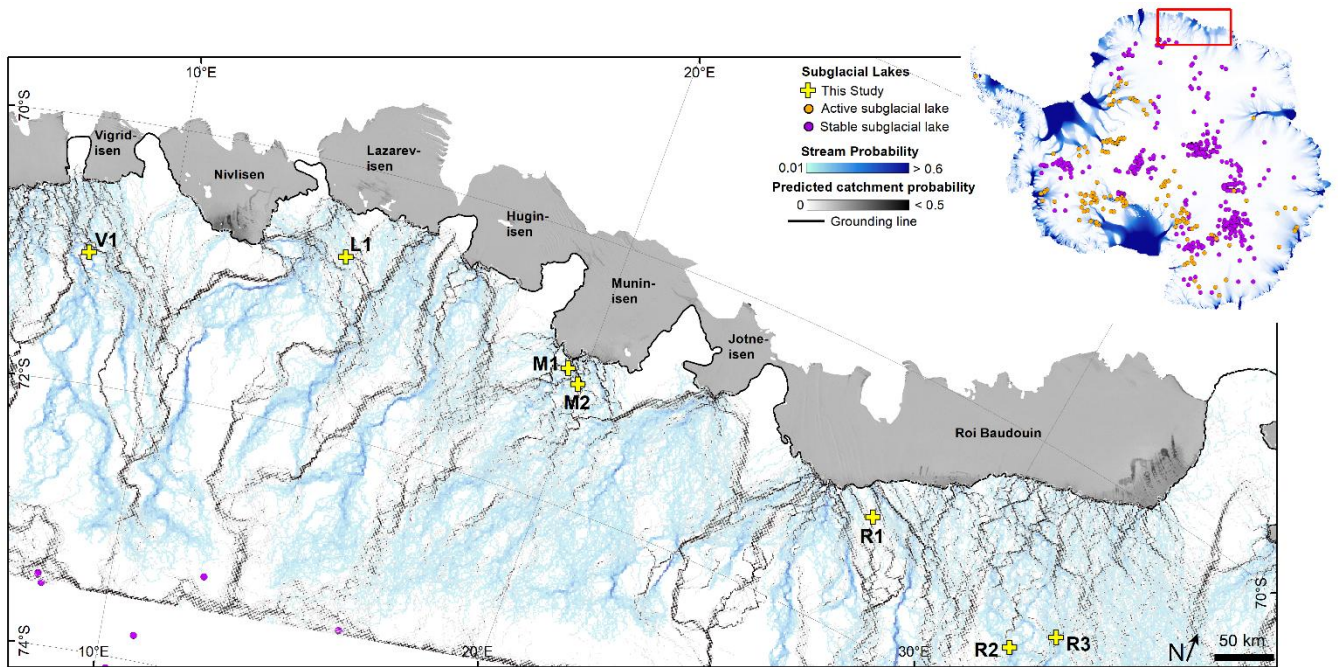 10°E
20°E
70°S
Vigrid-
isen
Nivlisen
Lazarev-
isen
Hugin-
isen
Munin-
isen
Jotne-
isen
Roi Baudouin
Subglacial Lakes
This Study
Active subglacial lake
Stable subglacial lake
Stream Probability
0.01
> 0.6
Predicted catchment probability
0
< 0.5
Grounding line
V1
L1
M1
M2
R1
R2
R3
72°S
74°S
70°S
10°E
20°E
30°E
N
50 km